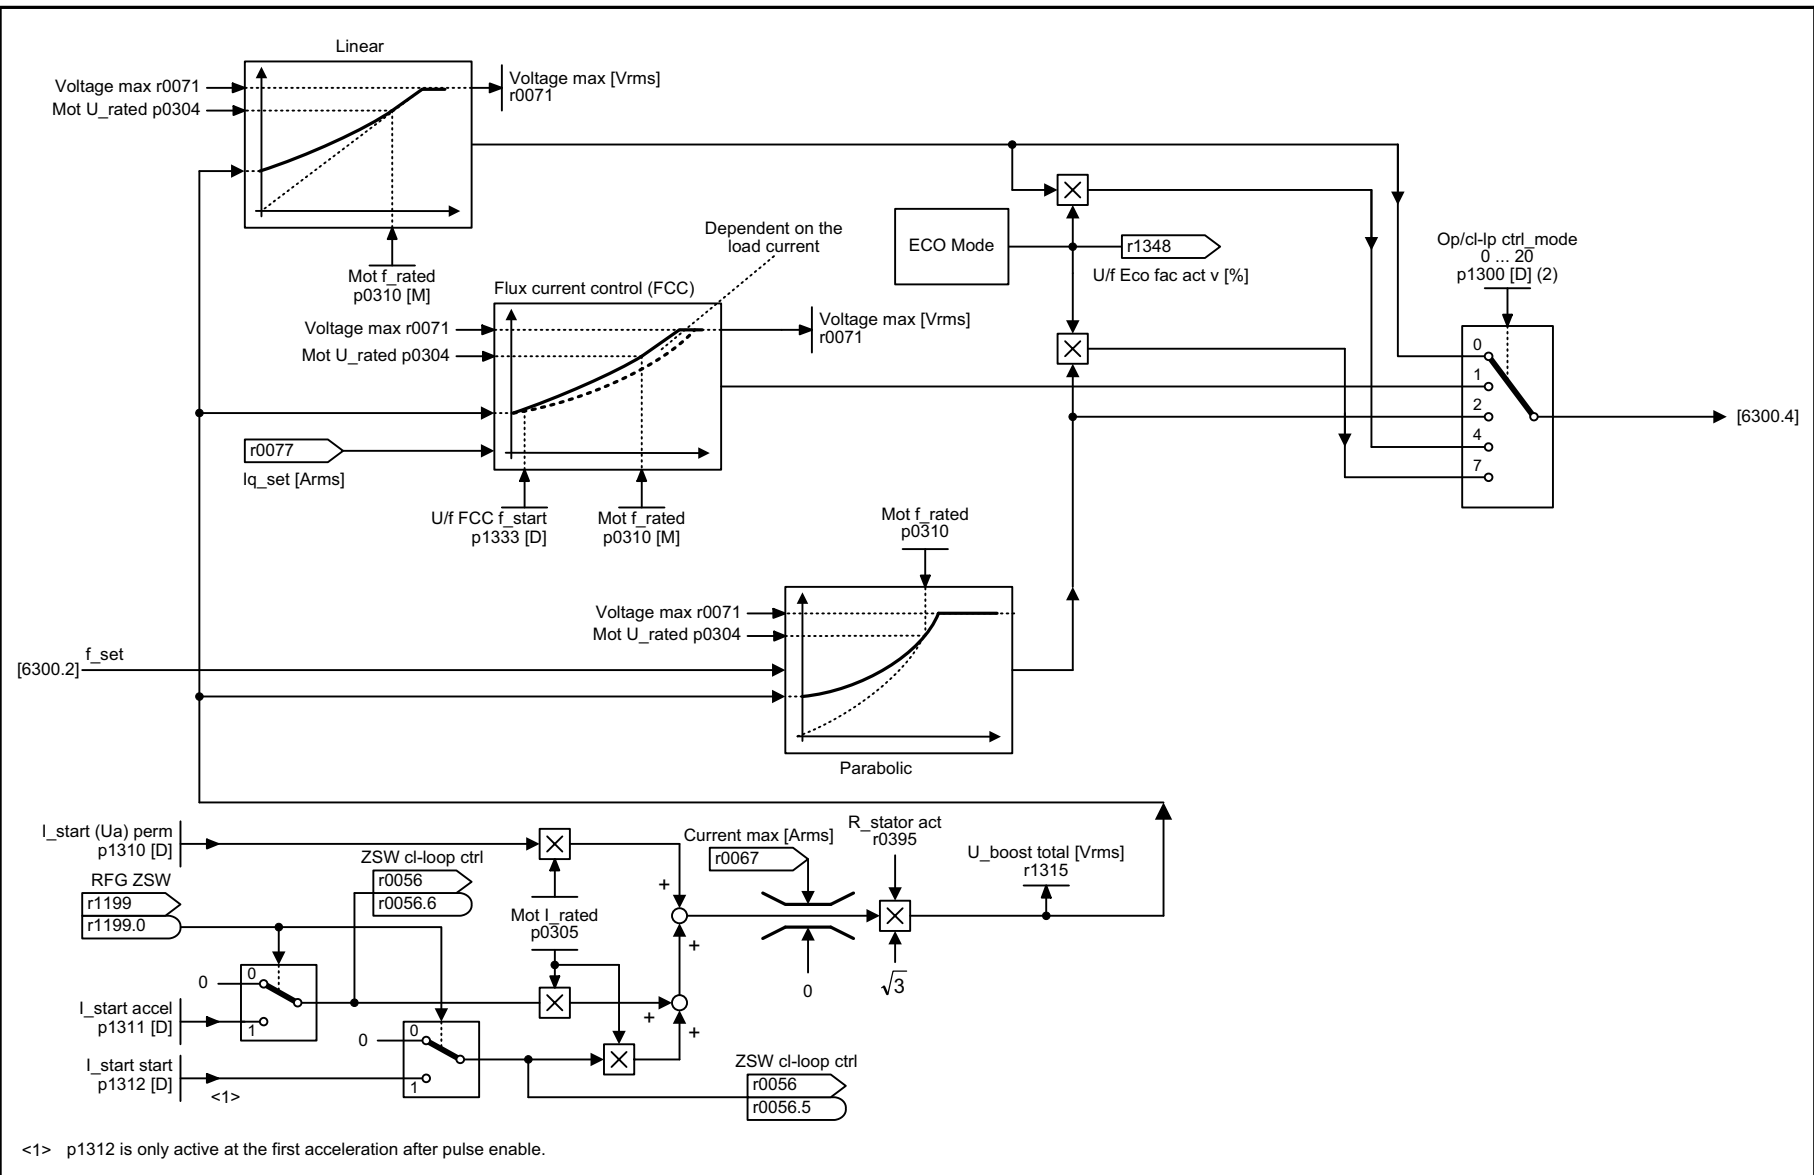 Linear
Voltage max r0071
Mot U_rated p0304
Voltage max [Vrms]
r0071
Mot f_rated
p0310 [M]
Dependent on the
load current
Flux current control (FCC)
Voltage max r0071
Mot U_rated p0304
Voltage max [Vrms]
r0071
r0077
Iq_set [Arms]
U/f FCC f_start
p1333 [D]
Mot f_rated
p0310 [M]
ECO Mode
r1348
U/f Eco fac act v [%]
Op/cl-lp ctrl_mode
0 ... 20
p1300 [D] (2)
0
1
2
4
7
[6300.4]
Mot f_rated
p0310
Voltage max r0071
Mot U_rated p0304
[6300.2]
f_set
Parabolic
I_start (Ua) perm
p1310 [D]
RFG ZSW
r1199
r1199.0
ZSW cl-loop ctrl
r0056
r0056.6
Mot I_rated
p0305
+
+
+
+
Current max [Arms]
r0067
0
R_stator act
r0395
√3
U_boost total [Vrms]
r1315
0
0
1
I_start accel
p1311 [D]
0
0
1
I_start start
p1312 [D]
<1>
ZSW cl-loop ctrl
r0056
r0056.5
<1> p1312 is only active at the first acceleration after pulse enable.